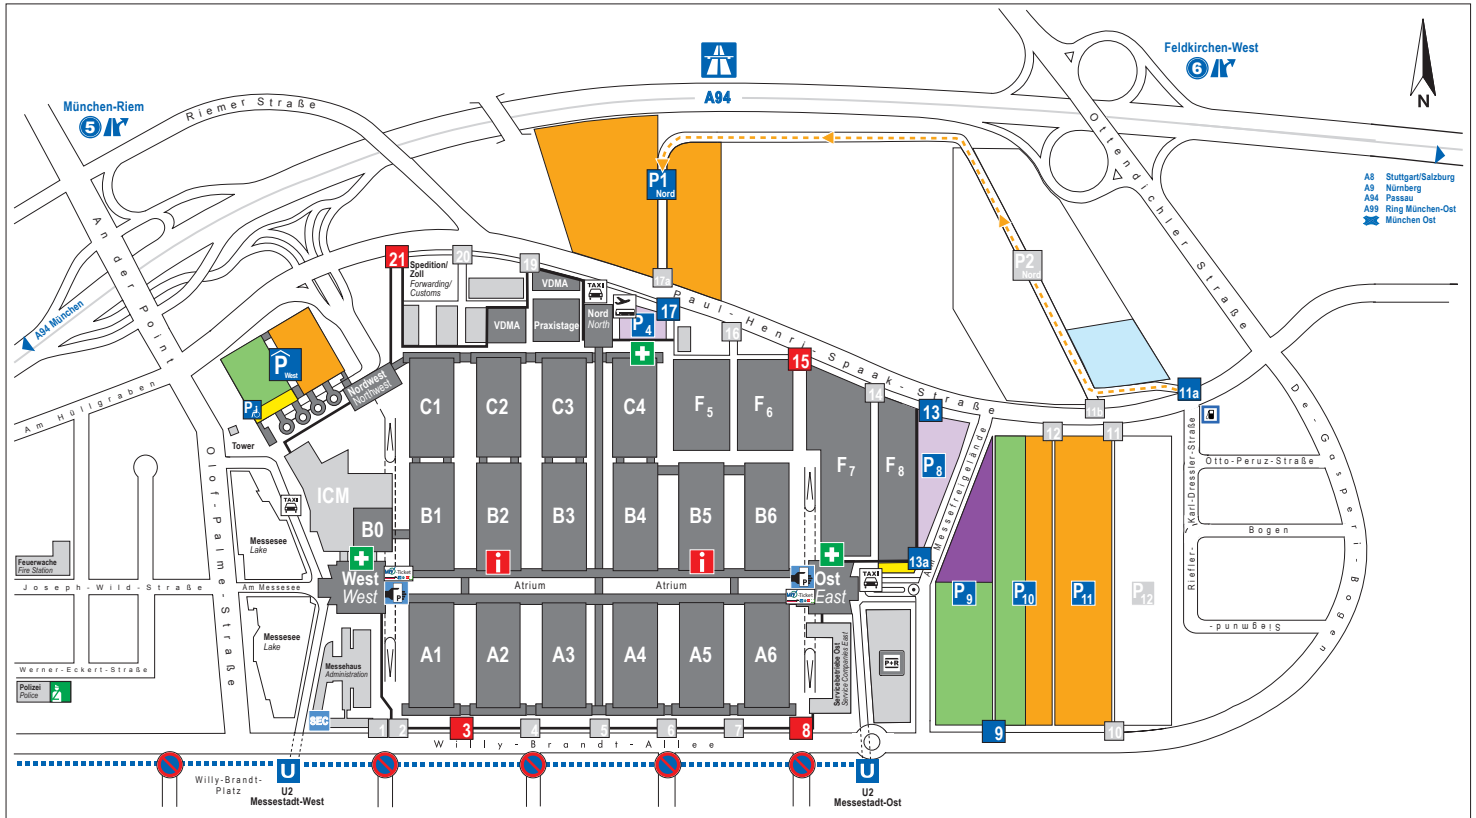 Feldkirchen-West
6
München-Riem
5
A94
N
Riemer Straße
Ottendichler Straße
A8 Stuttgart/Salzburg
A9 Nürnberg
A94 Passau
A99 Ring München-Ost
München Ost
P1
Nord
P2
Nord
An der Point
A94 München
21
Spedition/
Zoll
Forwarding/
Customs
20
19
VDMA
TAXI
17a
17
VDMA
Praxistage
Nord
North
P4
16
Paul-Henri-Spaak-Straße
15
P
West
P
Nordwest
Northwest
Am Hüllgraben
Tower
C1
C2
C3
C4
F5
F6
14
13
11b
11a
12
11
F7
F8
P8
Am Messefreigelände
Karl-Dressler-Straße
Otto-Peruz-Straße
De-Gasperi-Bogen
Bogen
Riefler-
Siegmund-
Olof-Palme-Straße
ICM
TAXI
B0
B1
B2
B3
B4
B5
B6
Messesee
Lake
Feuerwache
Fire Station
Joseph-Wild-Straße
Am Messesee
West
West
i
i
Atrium
Atrium
Ost
East
TAXI
13a
P9
P10
P11
P12
Messesee
Lake
Messehaus
Administration
A1
A2
A3
A4
A5
A6
Servicebetriebe Ost
Service Companies East
P+R
Werner-Eckert-Straße
Polizei
Police
SEC
1
2
3
4
5
6
7
8
9
10
Willy-Brandt-Allee
Willy-Brandt-
Platz
U
U2
Messestadt-West
U
U2
Messestadt-Ost